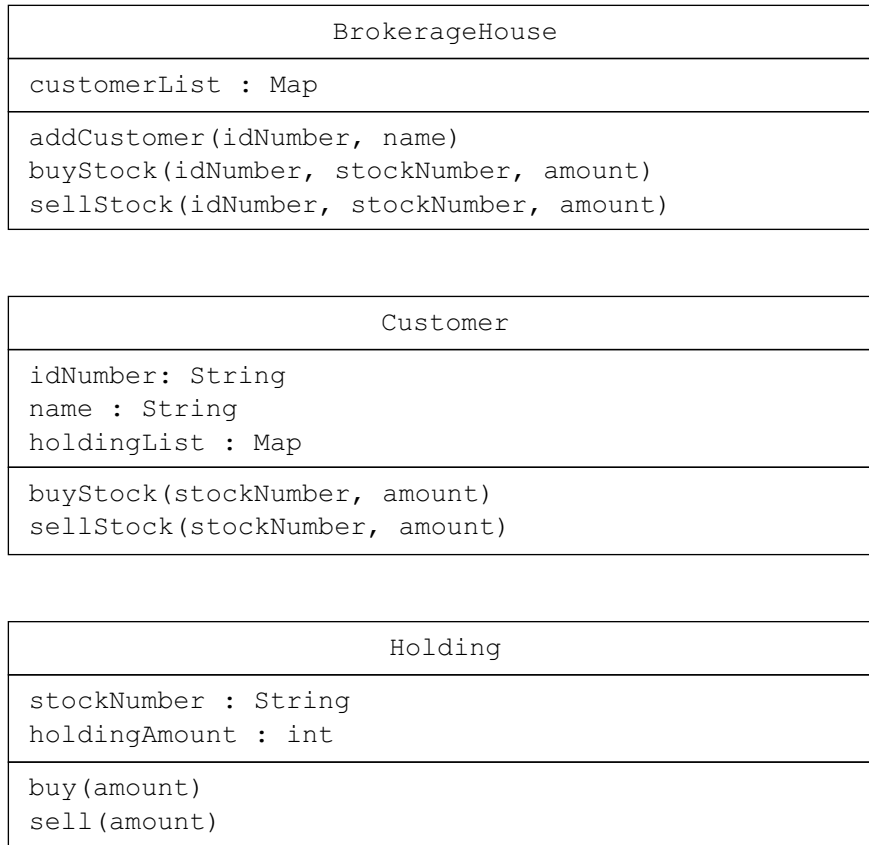 BrokerageHouse
customerList : Map
addCustomer(idNumber, name)
buyStock(idNumber, stockNumber, amount)
sellStock(idNumber, stockNumber, amount)
Customer
idNumber: String
name : String
holdingList : Map
buyStock(stockNumber, amount)
sellStock(stockNumber, amount)
Holding
stockNumber : String
holdingAmount : int
buy(amount)
sell(amount)